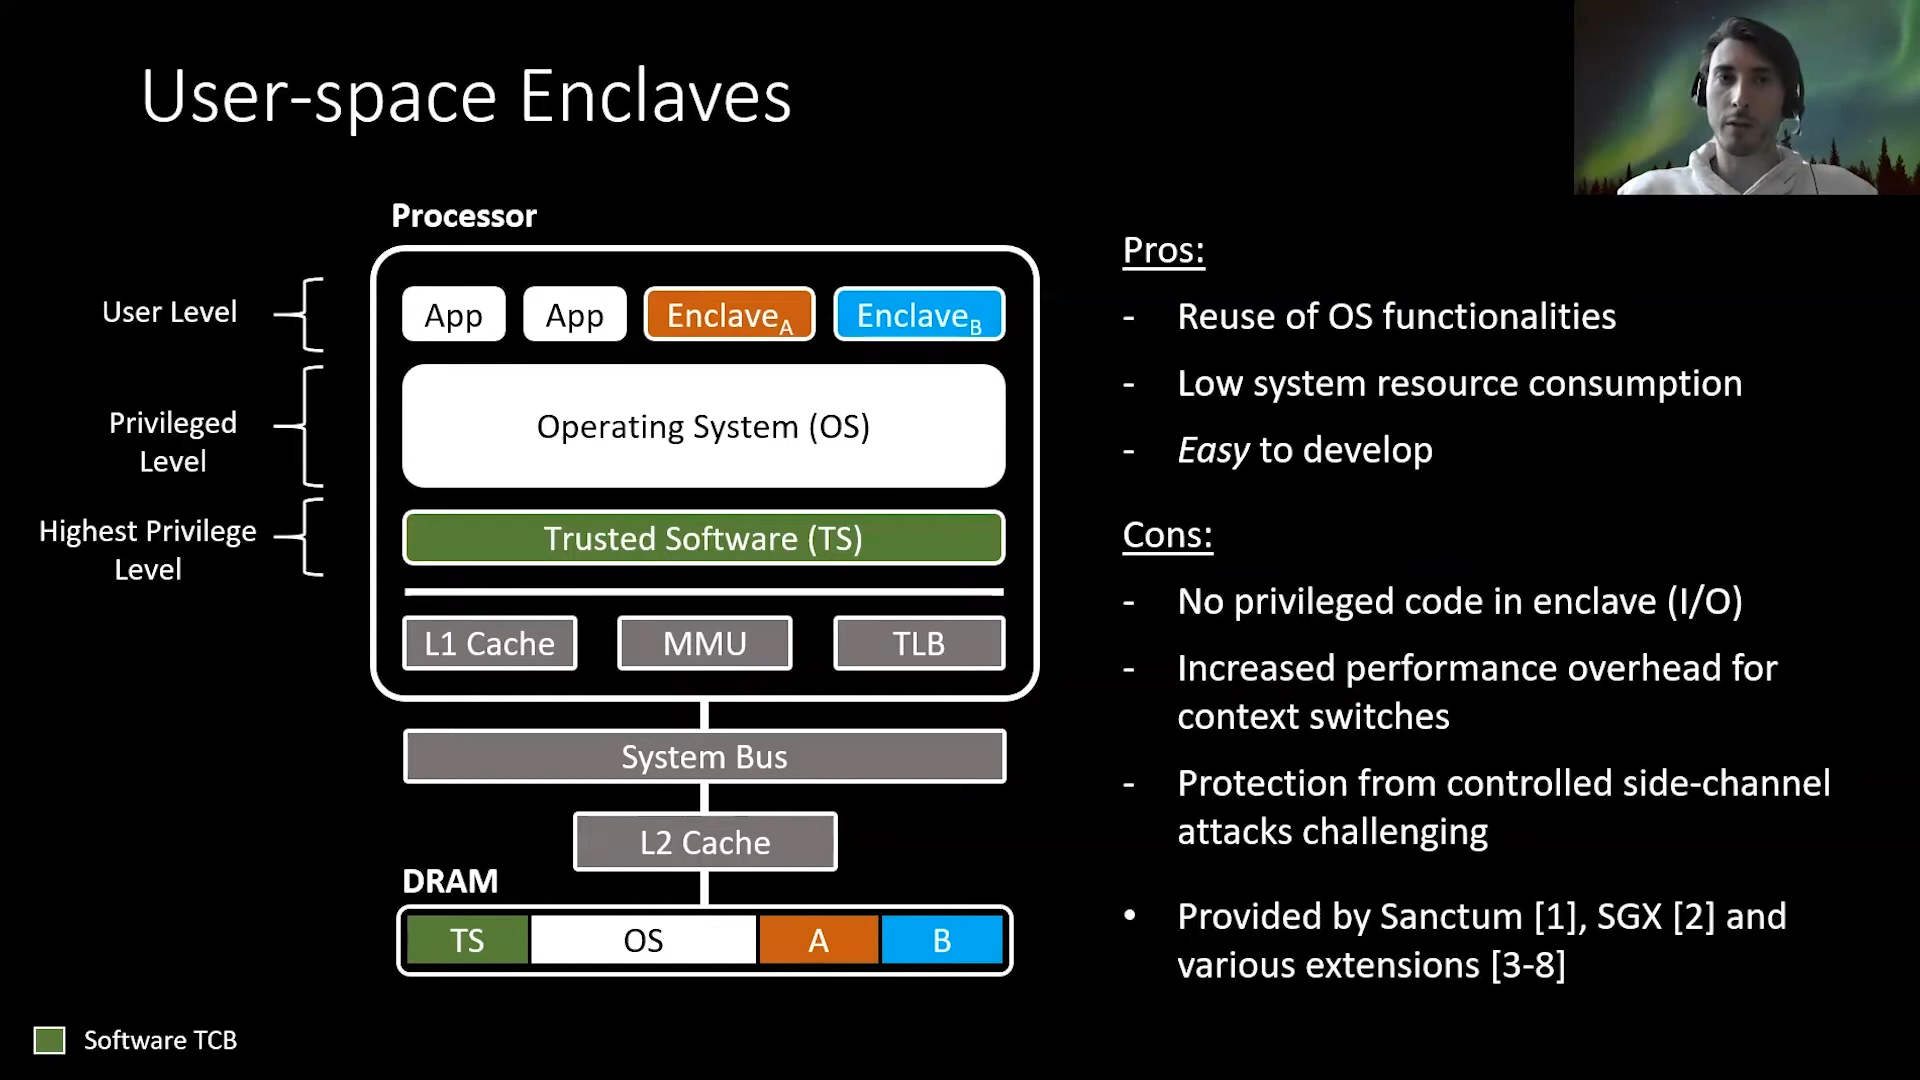 User-space Enclaves
Processor
User Level
App
App
EnclaveA
EnclaveB
Privileged
Level
Operating System (OS)
Highest Privilege
Level
Trusted Software (TS)
L1 Cache
MMU
TLB
System Bus
L2 Cache
DRAM
TS
OS
A
B
Software TCB
Pros:
- Reuse of OS functionalities
- Low system resource consumption
- Easy to develop
Cons:
- No privileged code in enclave (I/O)
- Increased performance overhead for
context switches
- Protection from controlled side-channel
attacks challenging
• Provided by Sanctum [1], SGX [2] and
various extensions [3-8]